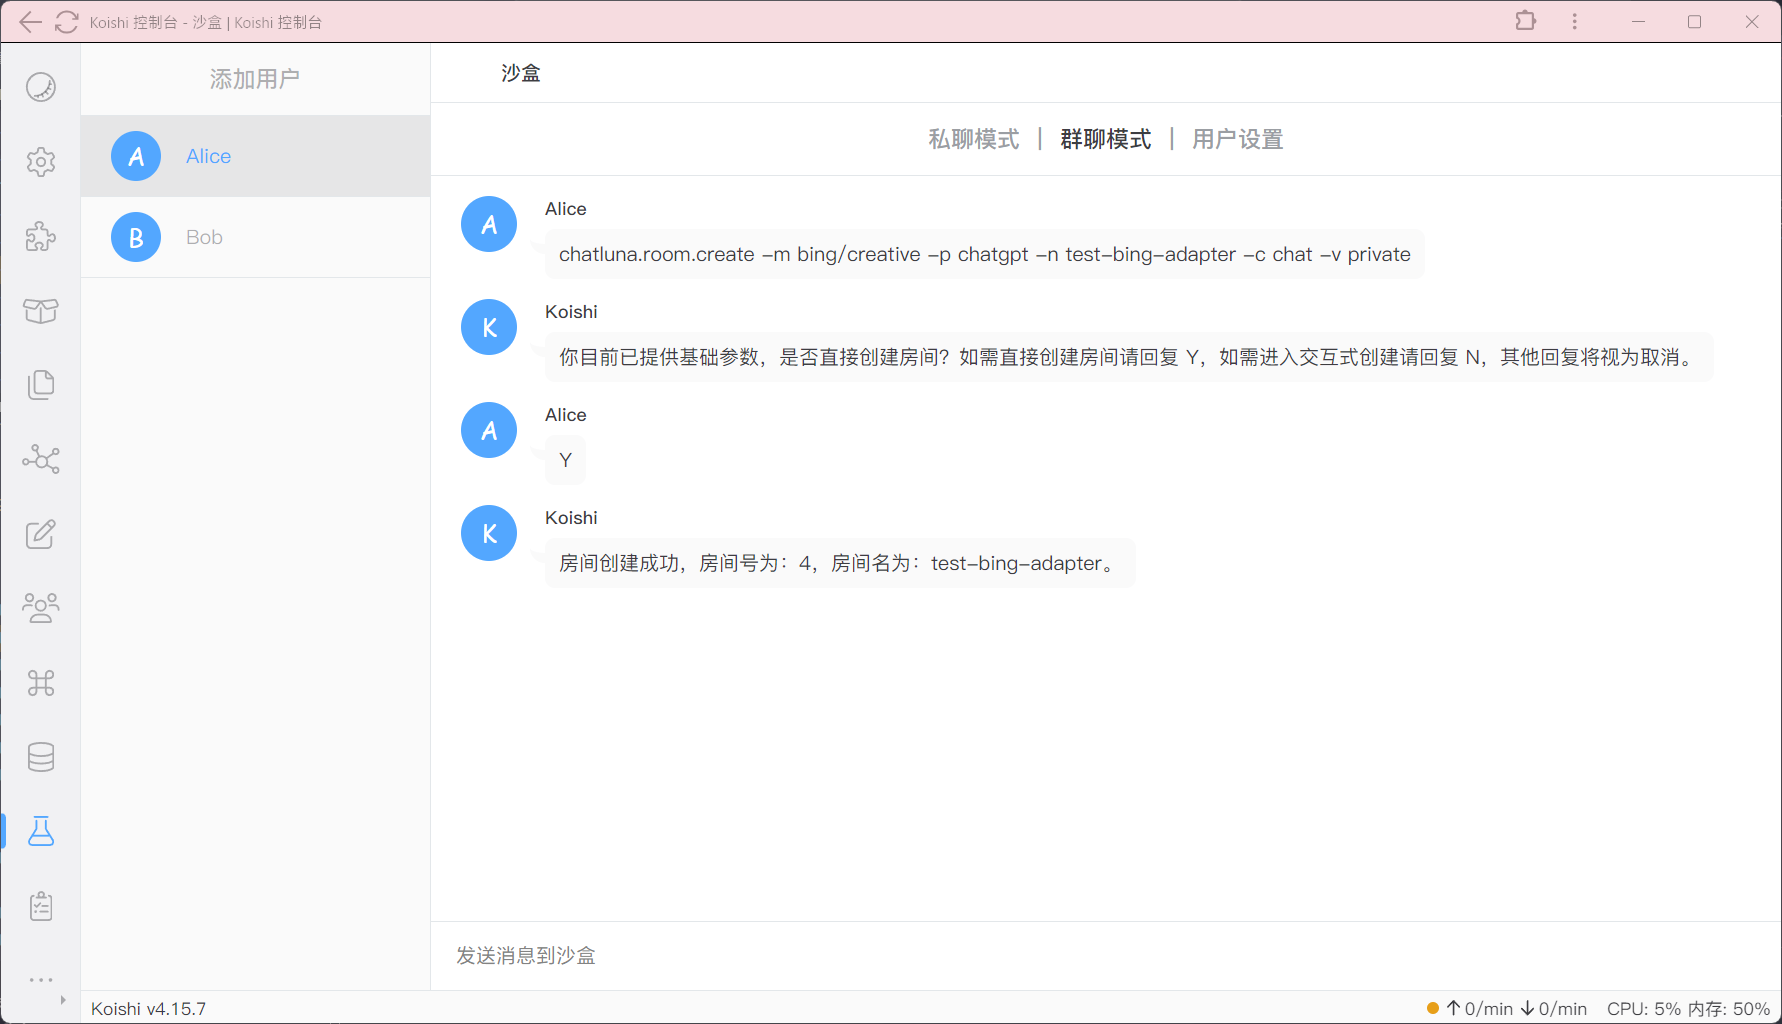 Koishi 控制台 - 沙盒 | Koishi 控制台
添加用户
A Alice
B Bob
沙盒
私聊模式 | 群聊模式 | 用户设置
A
Alice
chatluna.room.create -m bing/creative -p chatgpt -n test-bing-adapter -c chat -v private
K
Koishi
你目前已提供基础参数，是否直接创建房间？如需直接创建房间请回复 Y，如需进入交互式创建请回复 N，其他回复将视为取消。
A
Alice
Y
K
Koishi
房间创建成功，房间号为：4，房间名为：test-bing-adapter。
发送消息到沙盒
Koishi v4.15.7
↑ 0/min ↓ 0/min CPU: 5% 内存: 50%